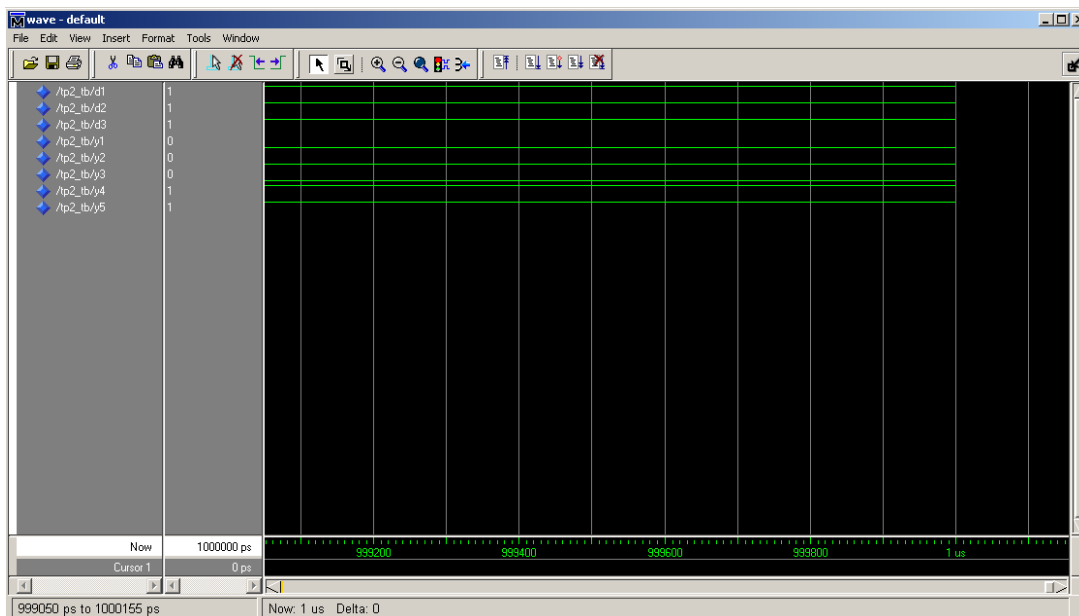 wave - default
File Edit View Insert Format Tools Window
/tp2_tb/d1 1
/tp2_tb/d2 1
/tp2_tb/d3 1
/tp2_tb/y1 0
/tp2_tb/y2 0
/tp2_tb/y3 0
/tp2_tb/y4 1
/tp2_tb/y5 1
Now 1000000 ps 999200 999400 999600 999800 1 us
Cursor 1 0 ps
999050 ps to 1000155 ps Now: 1 us Delta: 0